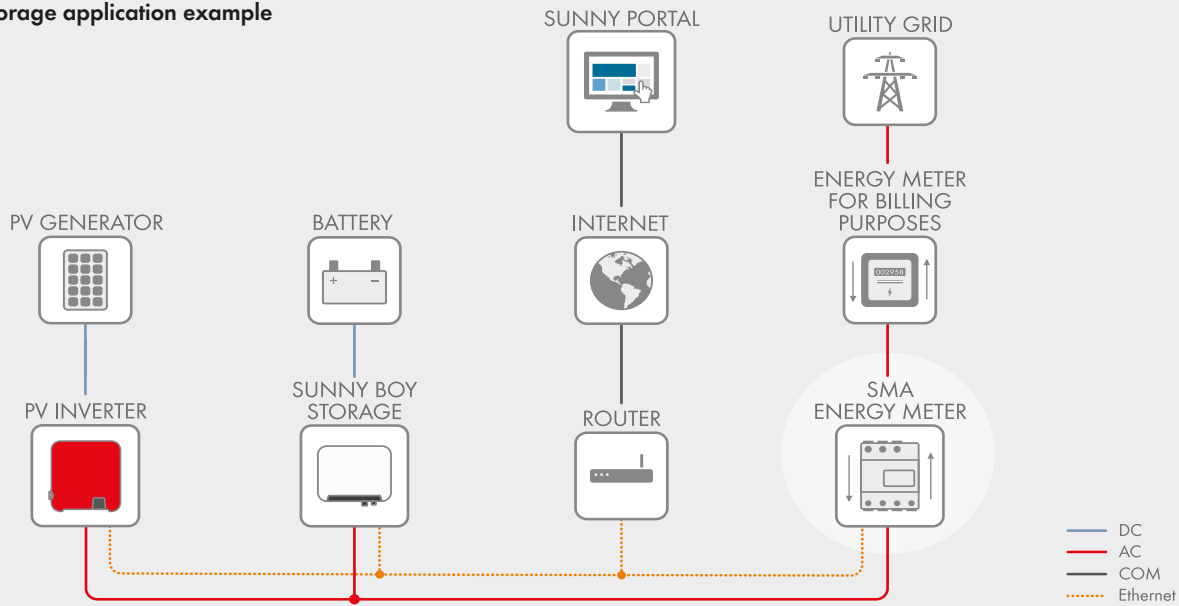 application example
SUNNY PORTAL
UTILITY GRID
ENERGY METER
FOR BILLING
PURPOSES
PV GENERATOR
BATTERY
INTERNET
+ −
002958
SUNNY BOY
STORAGE
SMA
ENERGY METER
PV INVERTER
ROUTER
DC
AC
COM
Ethernet